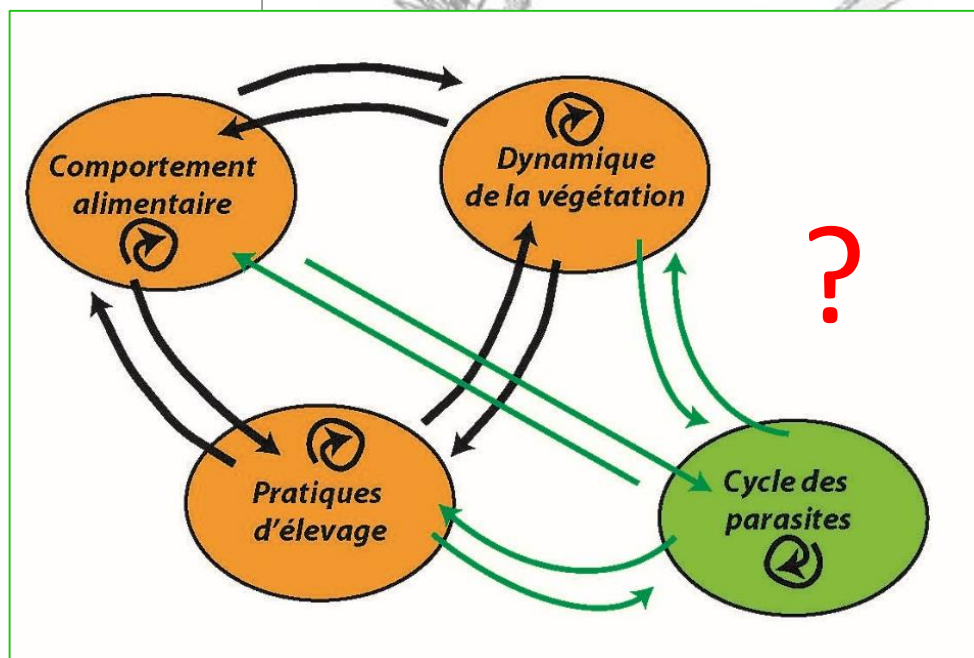 Comportement
alimentaire
Dynamique
de la végétation
?
Pratiques
d'élevage
Cycle des
parasites